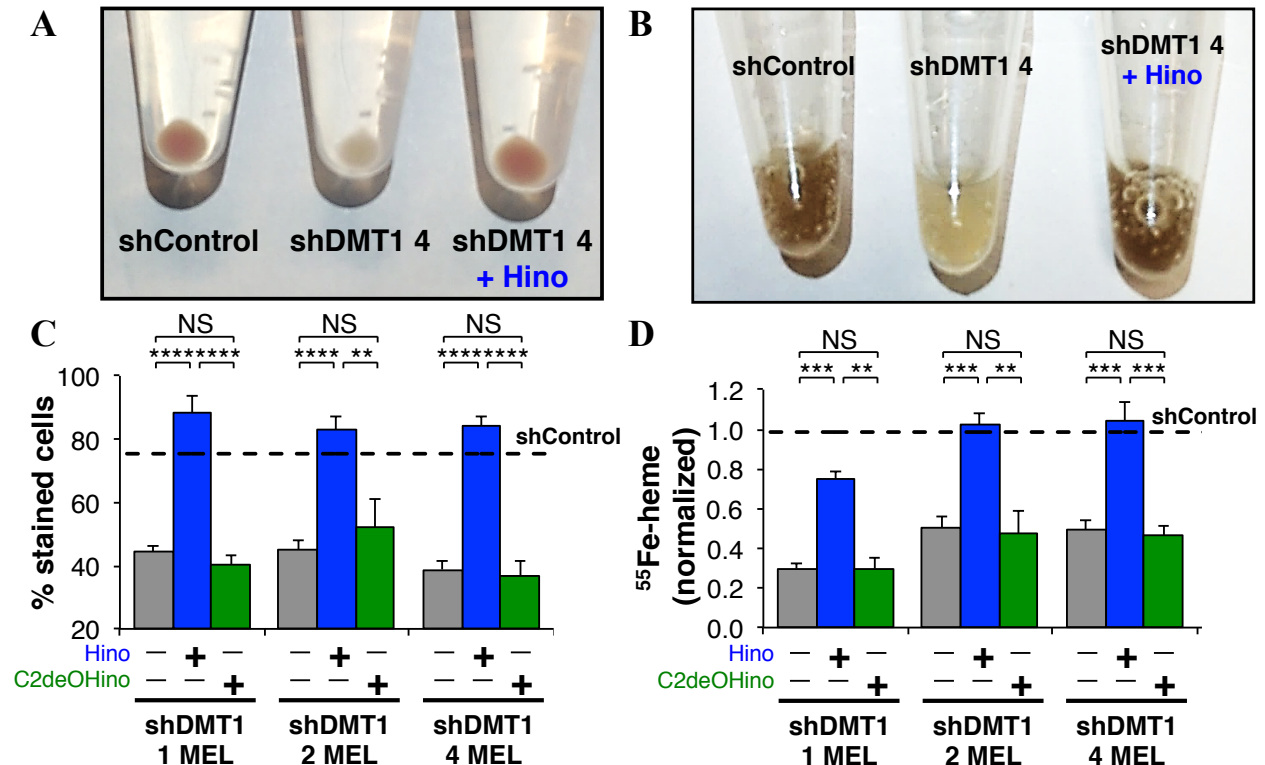 A
shControl
shDMT1 4
shDMT1 4
+ Hino
B
shControl
shDMT1 4
shDMT1 4
+ Hino
C
NS
NS
NS
**** ****
**** **
**** ****
% stained cells
100
80
60
40
20
shControl
Hino — + — — + — — + —
C2deOHino — — + — — + — — +
shDMT1
1 MEL
shDMT1
2 MEL
shDMT1
4 MEL
D
NS
NS
NS
*** **
*** **
*** ***
55Fe-heme
(normalized)
1.2
1.0
0.8
0.6
0.4
0.2
0.0
shControl
Hino — + — — + — — + —
C2deOHino — — + — — + — — +
shDMT1
1 MEL
shDMT1
2 MEL
shDMT1
4 MEL